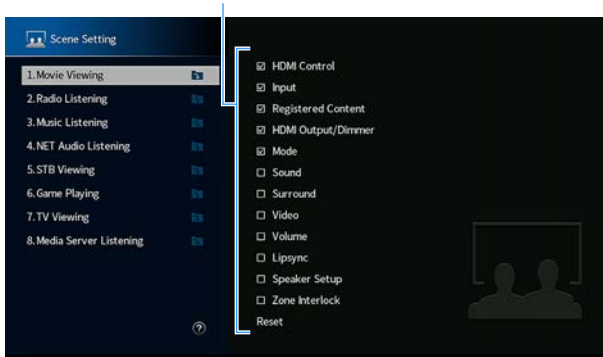 Scene Setting
1.Movie Viewing
2.Radio Listening
3.Music Listening
4.NET Audio Listening
5.STB Viewing
6.Game Playing
7.TV Viewing
8.Media Server Listening
?
HDMI Control
Input
Registered Content
HDMI Output/Dimmer
Mode
Sound
Surround
Video
Volume
Lipsync
Speaker Setup
Zone Interlock
Reset